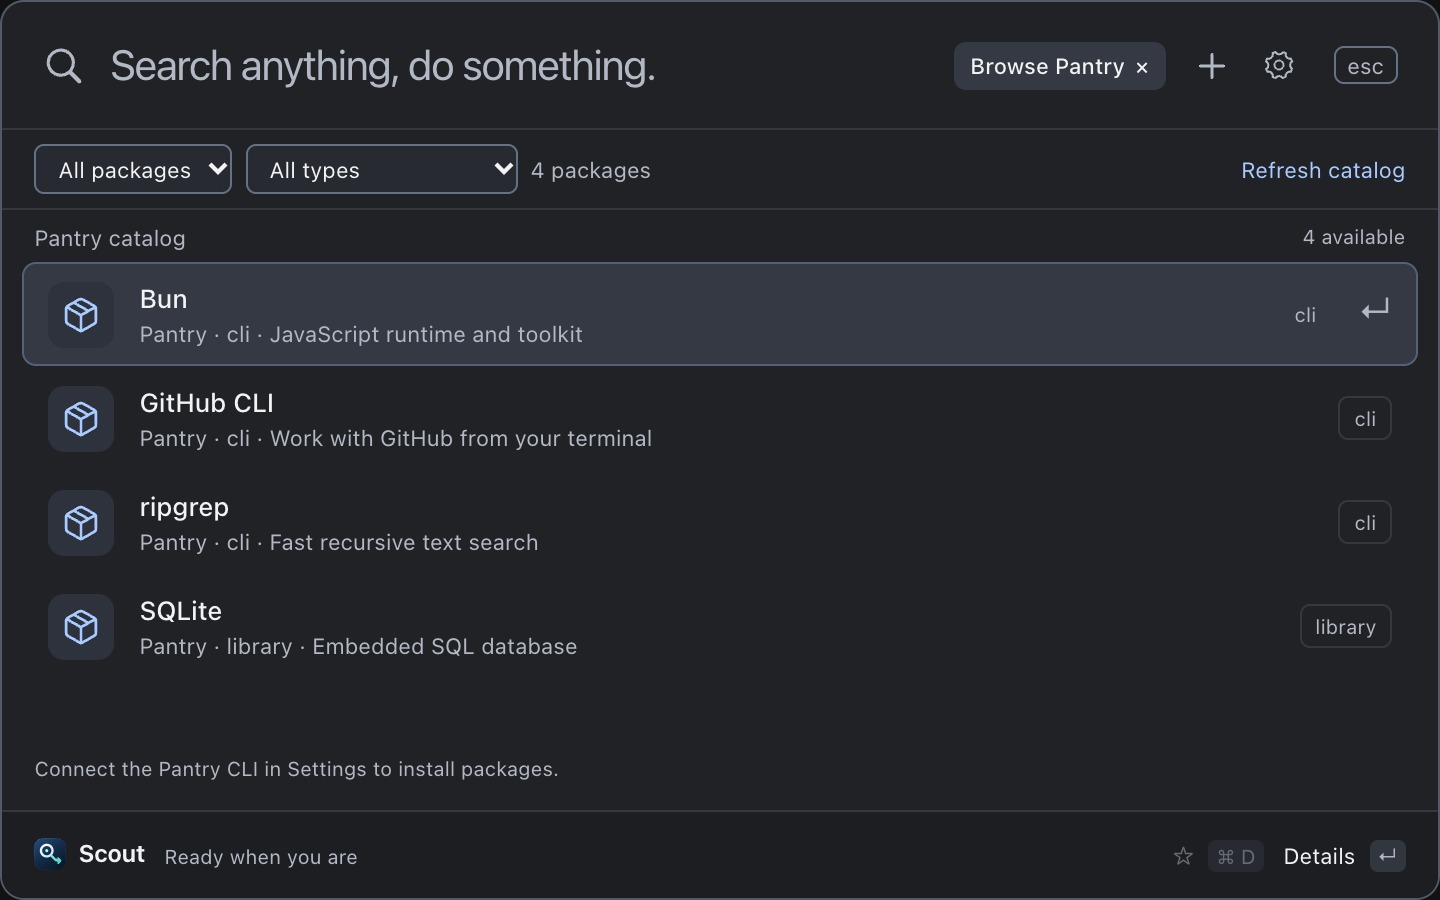 Search anything, do something.
Browse Pantry ×
esc
All packages
All types
4 packages
Refresh catalog
Pantry catalog
4 available
Bun
Pantry · cli · JavaScript runtime and toolkit
cli
GitHub CLI
Pantry · cli · Work with GitHub from your terminal
cli
ripgrep
Pantry · cli · Fast recursive text search
cli
SQLite
Pantry · library · Embedded SQL database
library
Connect the Pantry CLI in Settings to install packages.
Scout
Ready when you are
⌘ D
Details